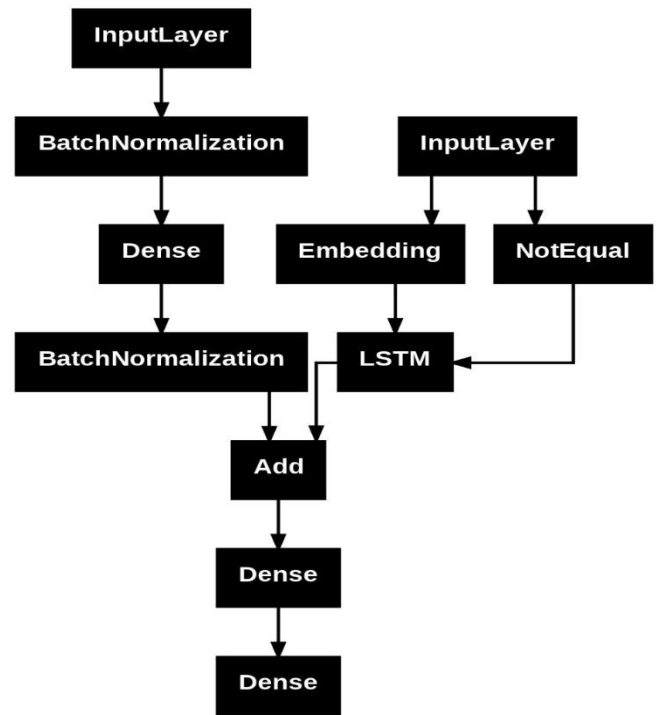 InputLayer
BatchNormalization
InputLayer
Dense
Embedding
NotEqual
BatchNormalization
LSTM
Add
Dense
Dense